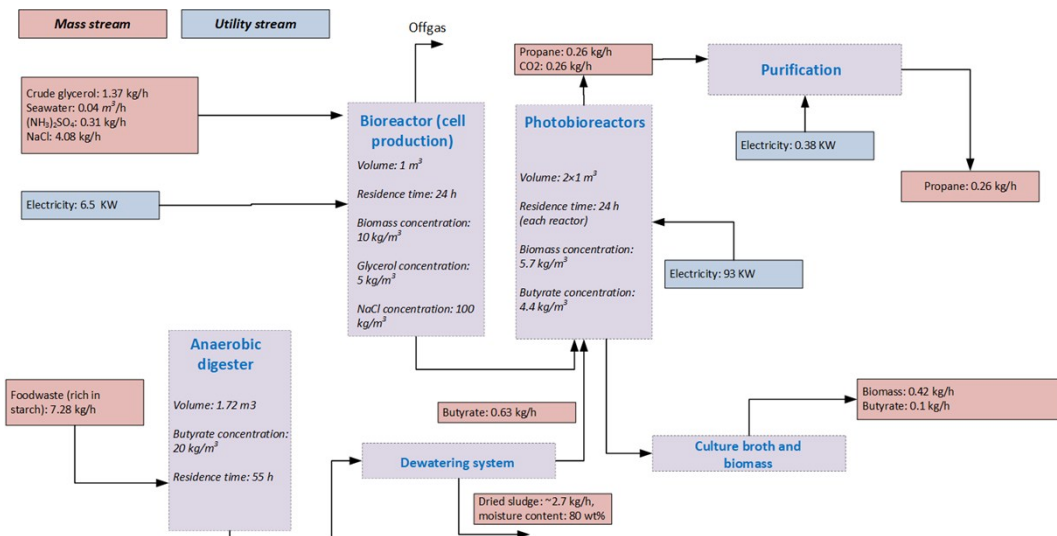 Mass stream
Utility stream
Offgas
Crude glycerol: 1.37 kg/h
Seawater: 0.04 m³/h
(NH₃)₂SO₄: 0.31 kg/h
NaCl: 4.08 kg/h
Electricity: 6.5 KW
Bioreactor (cell
production)
Volume: 1 m³
Residence time: 24 h
Biomass concentration:
10 kg/m³
Glycerol concentration:
5 kg/m³
NaCl concentration: 100
kg/m³
Propane: 0.26 kg/h
CO2: 0.26 kg/h
Photobioreactors
Volume: 2×1 m³
Residence time: 24 h
(each reactor)
Biomass concentration:
5.7 kg/m³
Butyrate concentration:
4.4 kg/m³
Purification
Electricity: 0.38 KW
Propane: 0.26 kg/h
Electricity: 93 KW
Anaerobic
digester
Volume: 1.72 m3
Butyrate concentration:
20 kg/m³
Residence time: 55 h
Foodwaste (rich in
starch): 7.28 kg/h
Butyrate: 0.63 kg/h
Dewatering system
Dried sludge: ~2.7 kg/h,
moisture content: 80 wt%
Culture broth and
biomass
Biomass: 0.42 kg/h
Butyrate: 0.1 kg/h